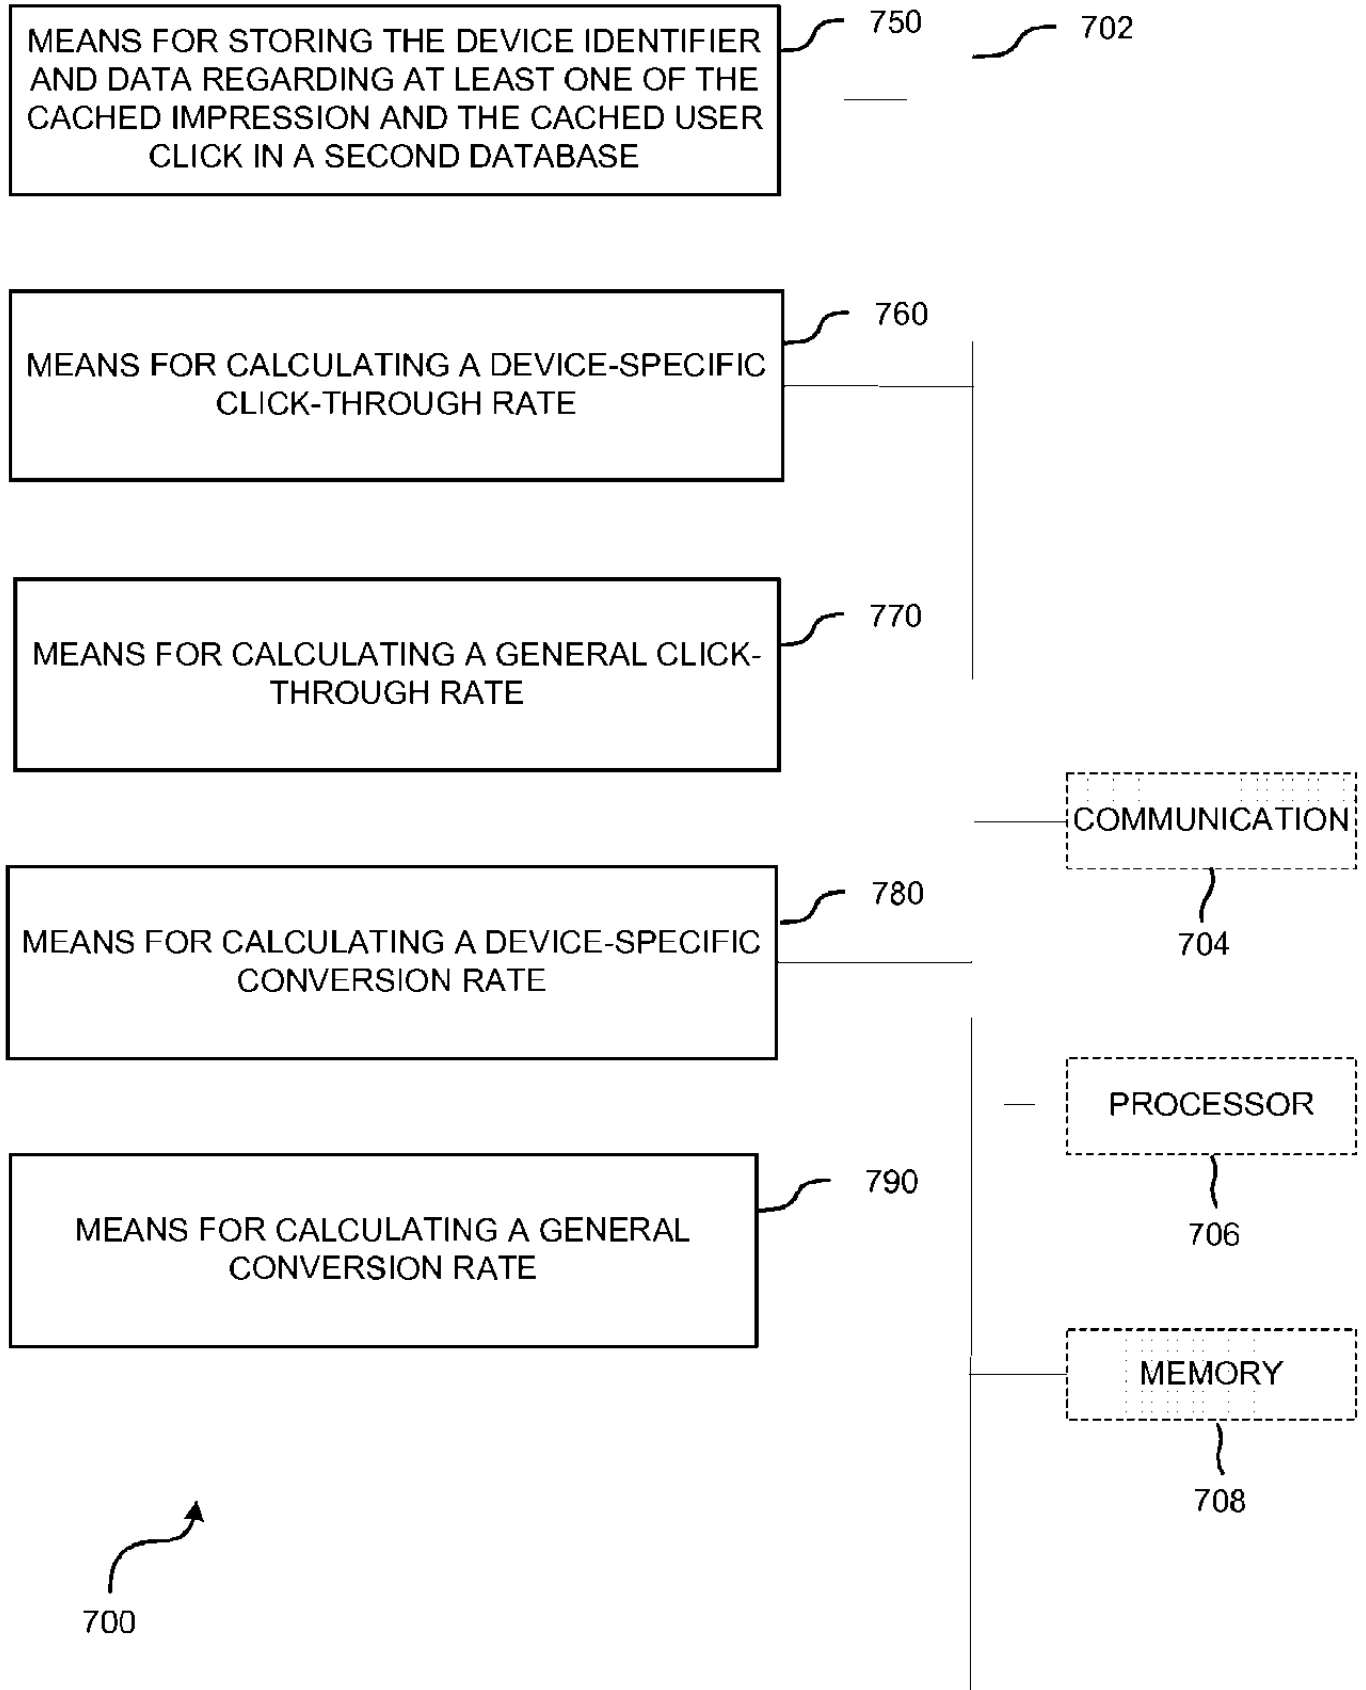 MEANS FOR STORING THE DEVICE IDENTIFIER
AND DATA REGARDING AT LEAST ONE OF THE
CACHED IMPRESSION AND THE CACHED USER
CLICK IN A SECOND DATABASE
750
702
MEANS FOR CALCULATING A DEVICE-SPECIFIC
CLICK-THROUGH RATE
760
MEANS FOR CALCULATING A GENERAL CLICK-
THROUGH RATE
770
COMMUNICATION
704
MEANS FOR CALCULATING A DEVICE-SPECIFIC
CONVERSION RATE
780
PROCESSOR
706
MEANS FOR CALCULATING A GENERAL
CONVERSION RATE
790
MEMORY
708
700